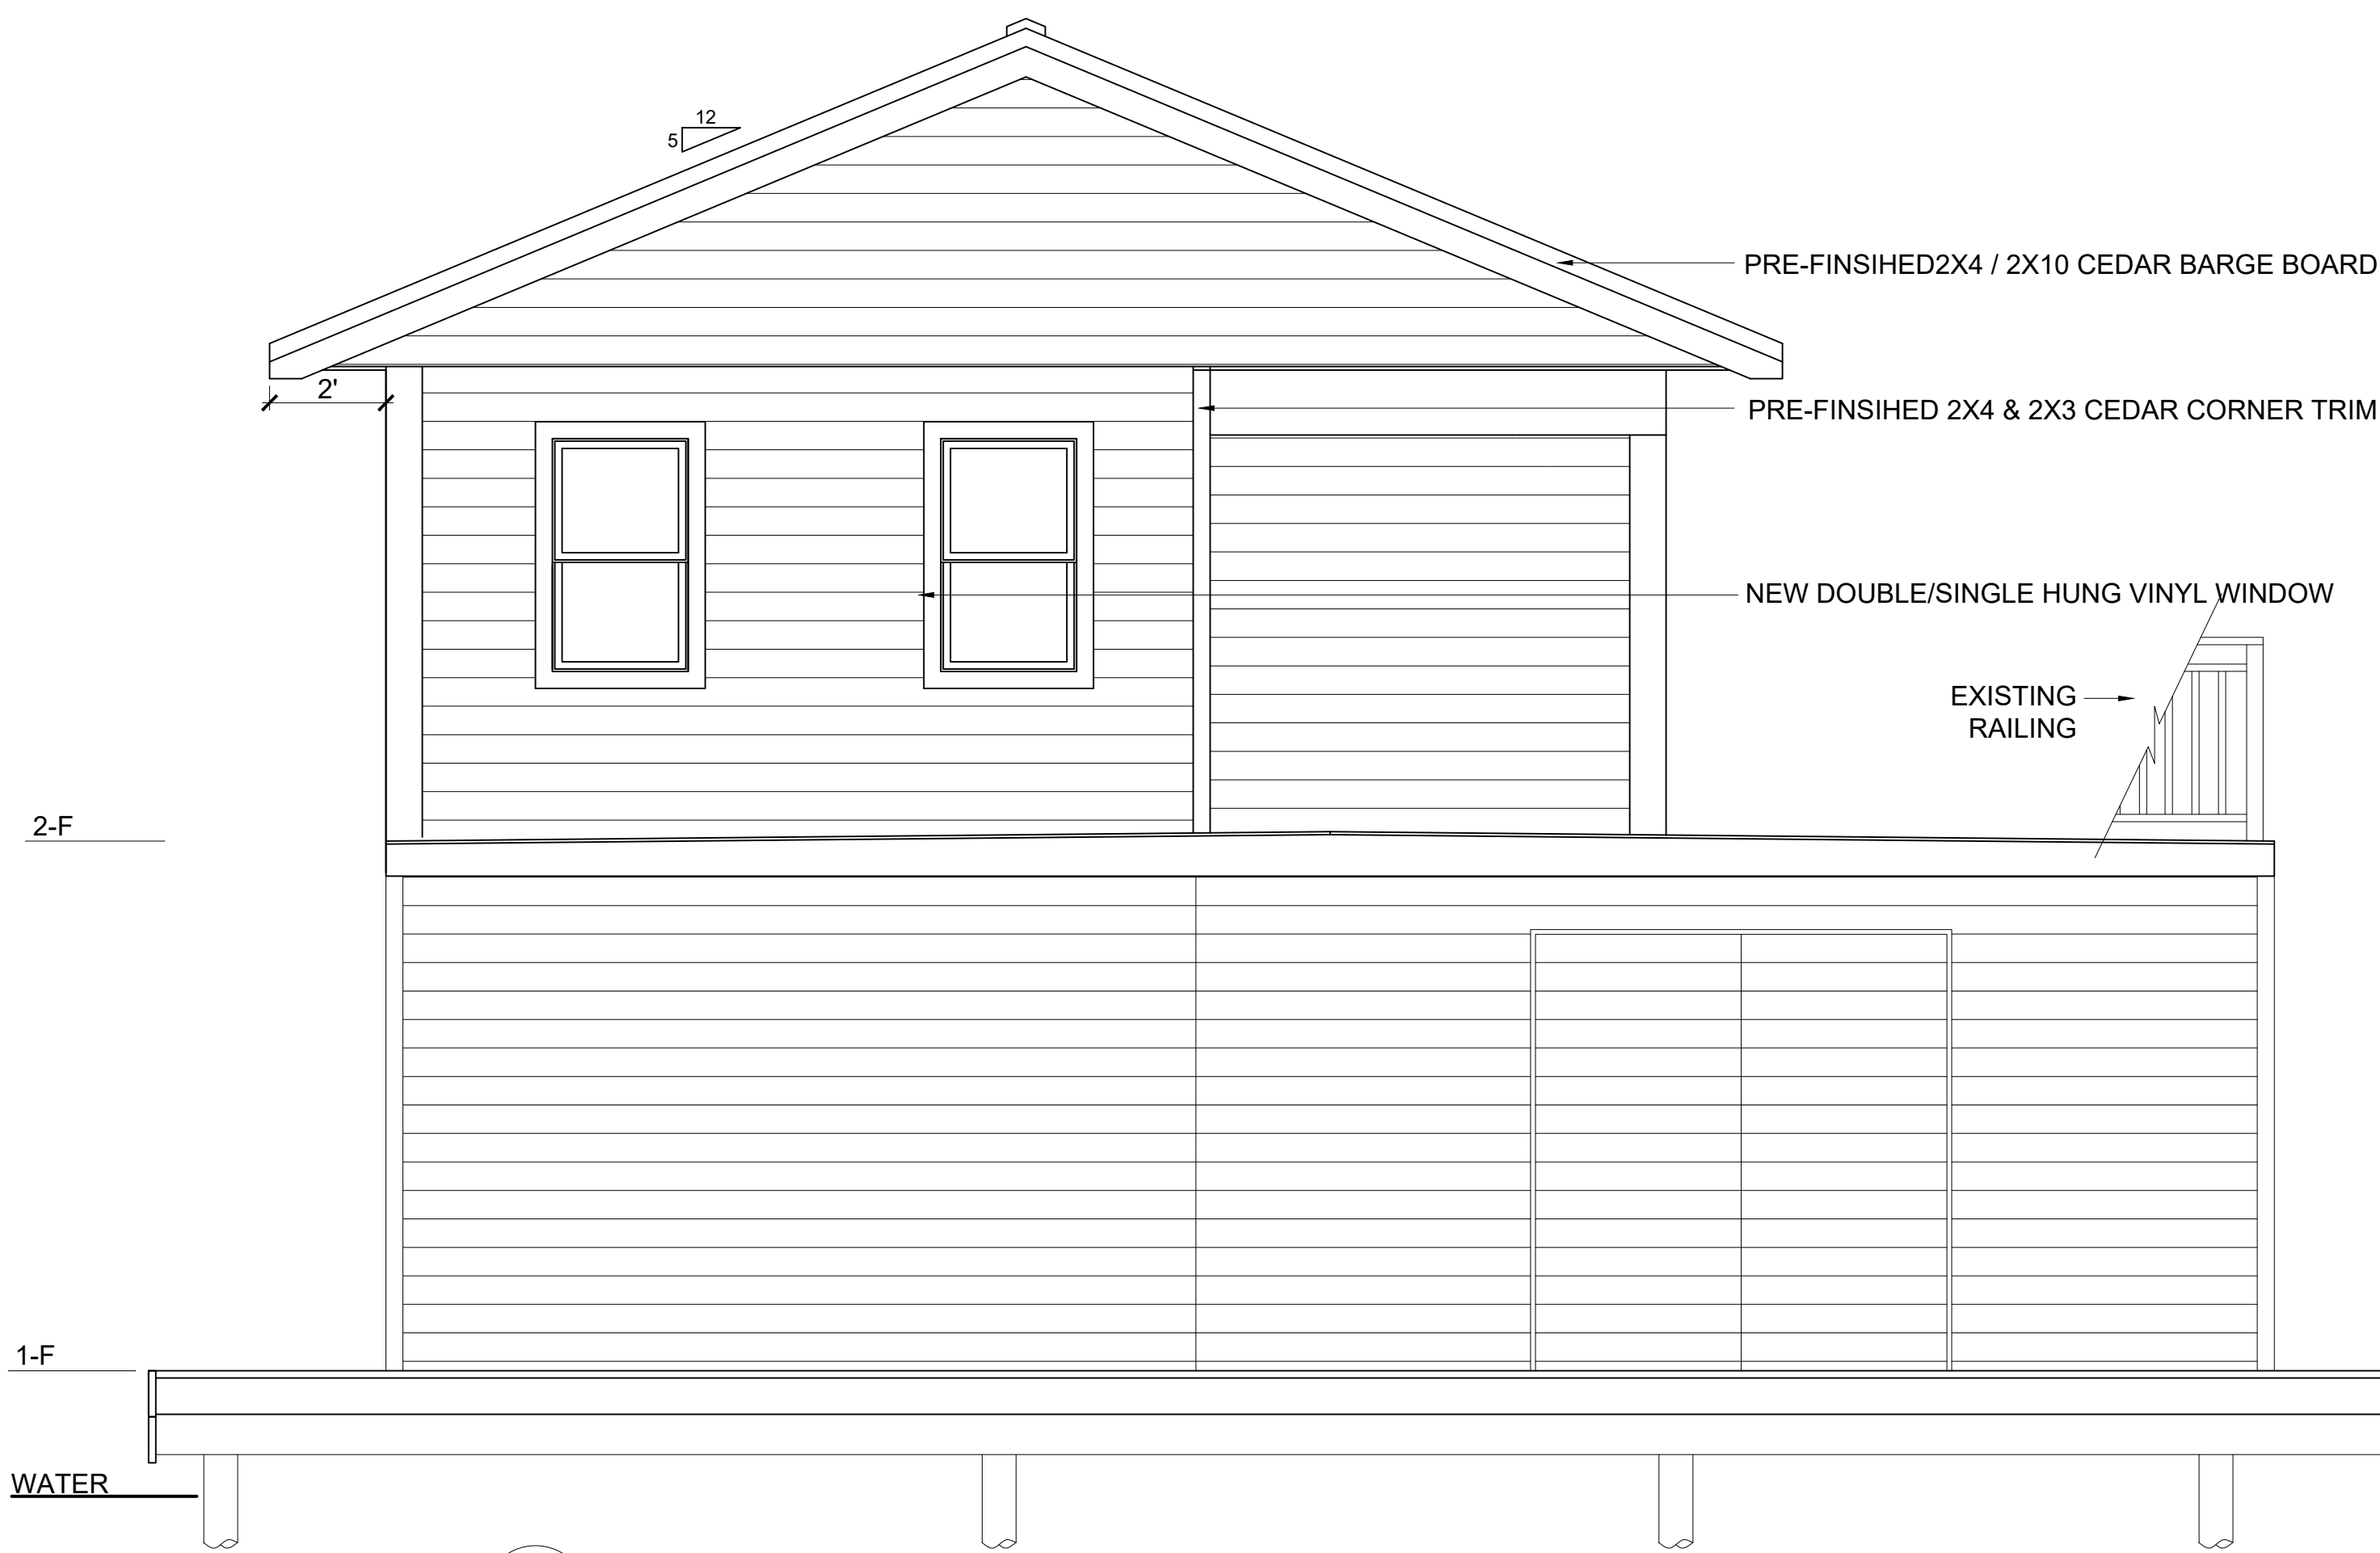 12
5
PRE-FINSIHED2X4 / 2X10 CEDAR BARGE BOARD
2'
PRE-FINSIHED 2X4 & 2X3 CEDAR CORNER TRIM
NEW DOUBLE/SINGLE HUNG VINYL WINDOW
EXISTING
RAILING
2-F
1-F
WATER